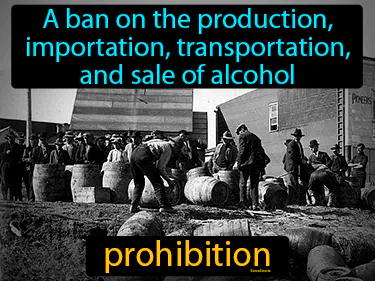 A ban on the production,
importation, transportation,
and sale of alcohol
prohibition